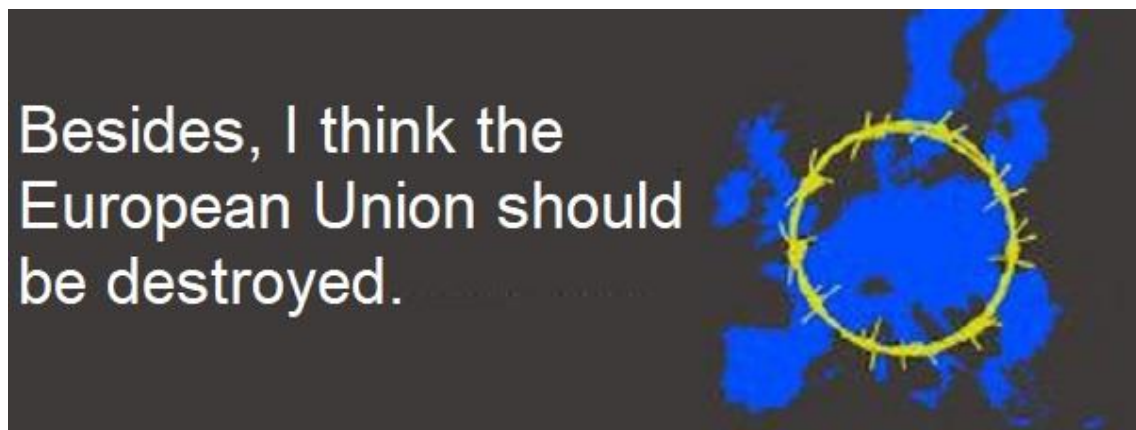 Besides, I think the
European Union should
be destroyed.